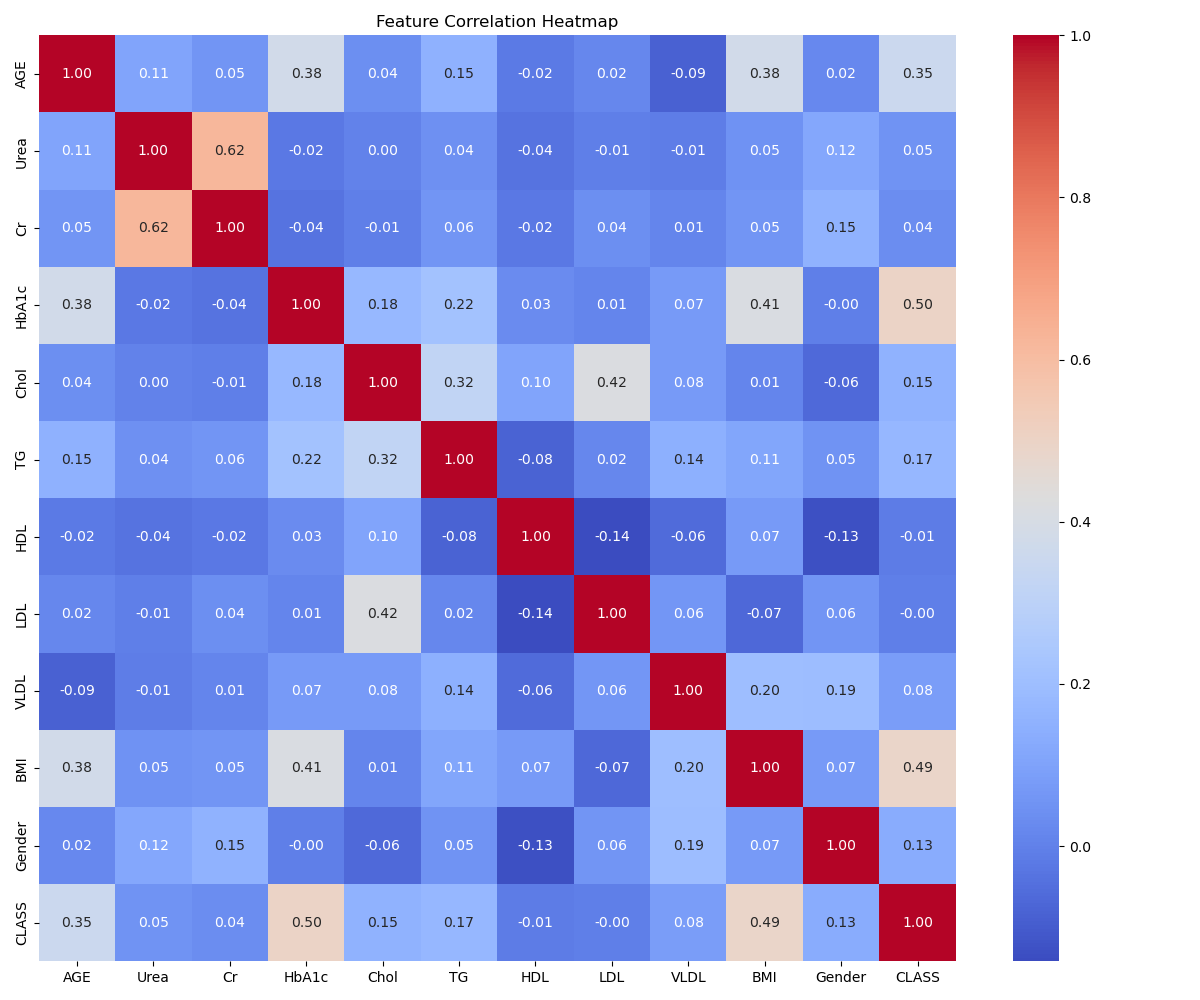 Feature Correlation Heatmap
AGE 1.00 0.11 0.05 0.38 0.04 0.15 -0.02 0.02 -0.09 0.38 0.02 0.35
Urea 0.11 1.00 0.62 -0.02 0.00 0.04 -0.04 -0.01 -0.01 0.05 0.12 0.05
Cr 0.05 0.62 1.00 -0.04 -0.01 0.06 -0.02 0.04 0.01 0.05 0.15 0.04
HbA1c 0.38 -0.02 -0.04 1.00 0.18 0.22 0.03 0.01 0.07 0.41 -0.00 0.50
Chol 0.04 0.00 -0.01 0.18 1.00 0.32 0.10 0.42 0.08 0.01 -0.06 0.15
TG 0.15 0.04 0.06 0.22 0.32 1.00 -0.08 0.02 0.14 0.11 0.05 0.17
HDL -0.02 -0.04 -0.02 0.03 0.10 -0.08 1.00 -0.14 -0.06 0.07 -0.13 -0.01
LDL 0.02 -0.01 0.04 0.01 0.42 0.02 -0.14 1.00 0.06 -0.07 0.06 -0.00
VLDL -0.09 -0.01 0.01 0.07 0.08 0.14 -0.06 0.06 1.00 0.20 0.19 0.08
BMI 0.38 0.05 0.05 0.41 0.01 0.11 0.07 -0.07 0.20 1.00 0.07 0.49
Gender 0.02 0.12 0.15 -0.00 -0.06 0.05 -0.13 0.06 0.19 0.07 1.00 0.13
CLASS 0.35 0.05 0.04 0.50 0.15 0.17 -0.01 -0.00 0.08 0.49 0.13 1.00
AGE Urea Cr HbA1c Chol TG HDL LDL VLDL BMI Gender CLASS
1.0
0.8
0.6
0.4
0.2
0.0